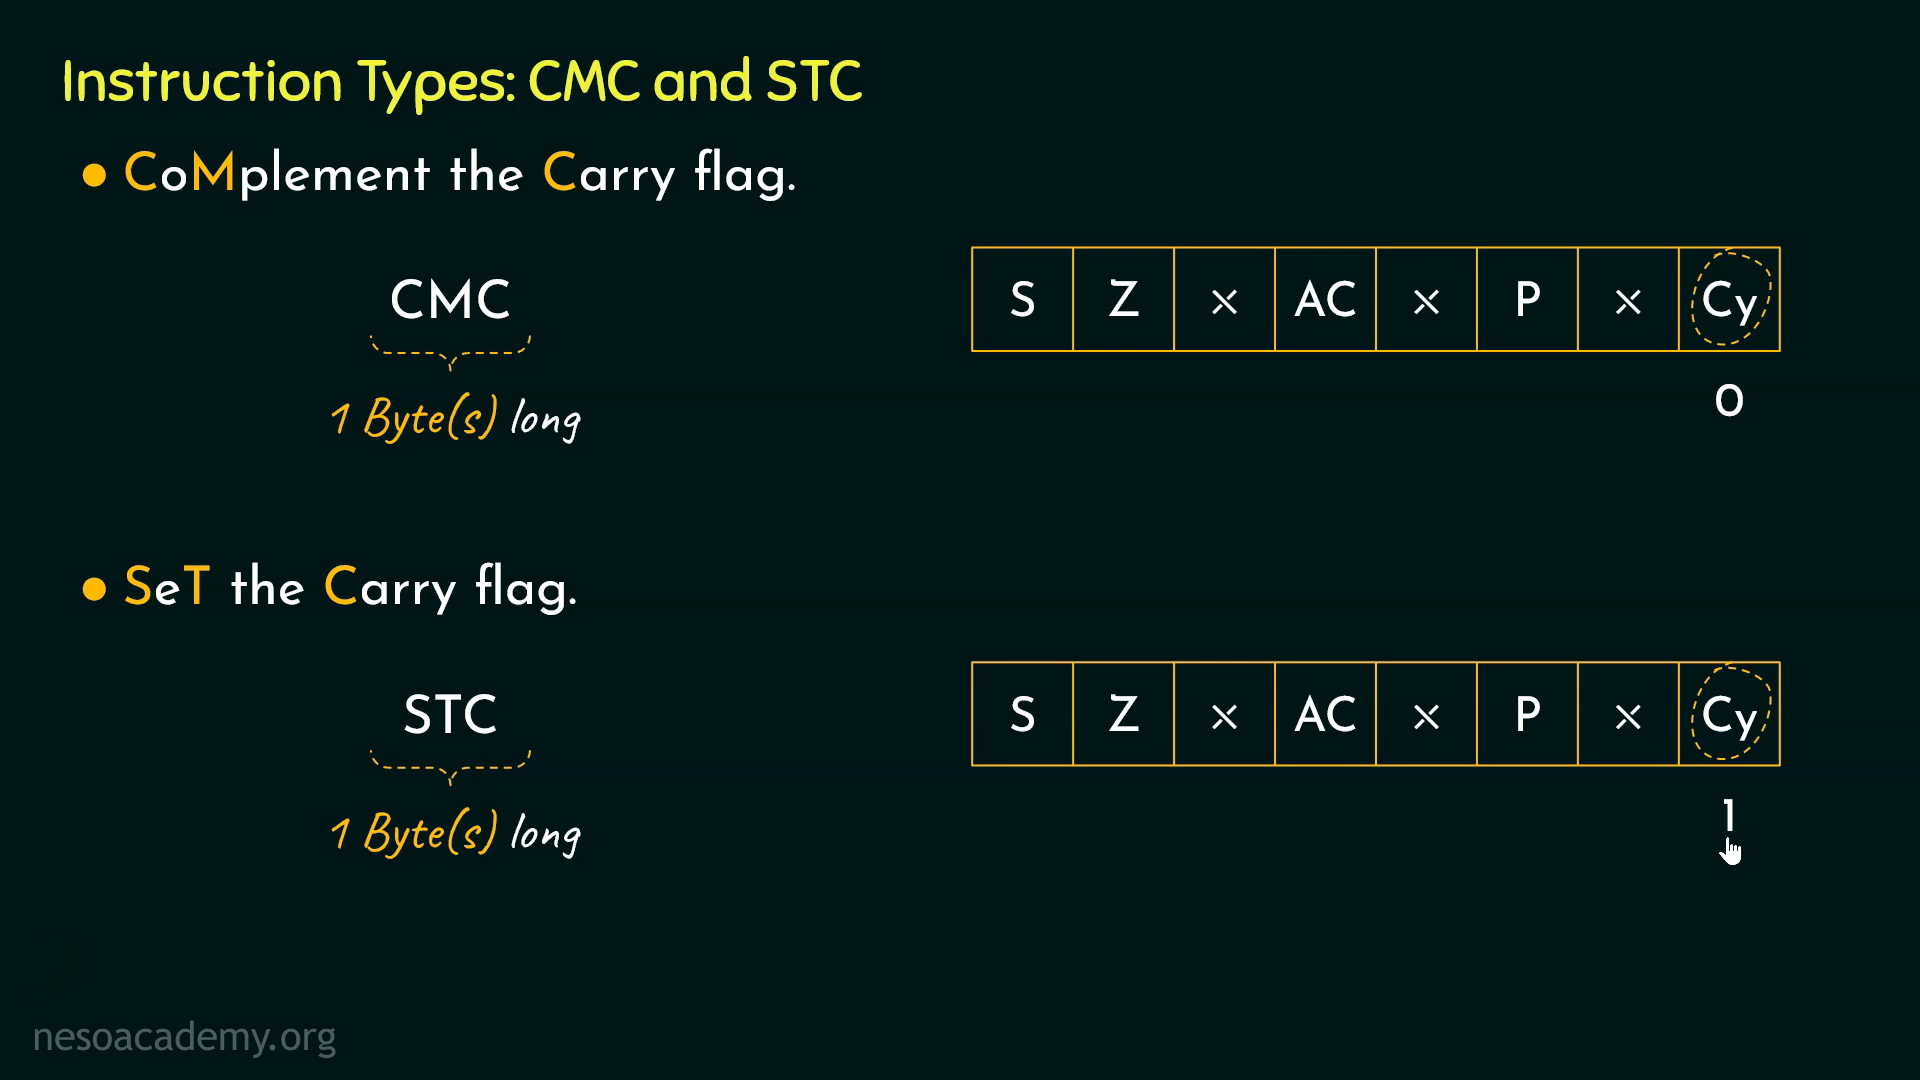 Instruction Types: CMC and STC
● CoMplement the Carry flag.
CMC
1 Byte(s) long
S Z × AC × P × Cy
0
● SeT the Carry flag.
STC
1 Byte(s) long
S Z × AC × P × Cy
1
nesoacademy.org